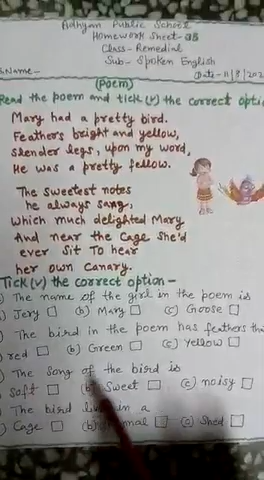 Adhyan Public School
Homework Sheet-03
Class- Remedial
Sub- Spoken English
Name- Date- 11/8/202
(Poem)
Read the poem and tick (✓) the correct optio
Mary had a pretty bird.
Feathers bright and yellow,
Slender legs, upon my word,
He was a pretty fellow.
The sweetest notes
he always sang,
Which much delighted Mary
And near the cage she'd
ever sit to hear
her own canary.
Tick (✓) the correct option-
The name of the girl in the poem is
Jery □ (b) Mary □ (c) Goose □
The bird in the poem has feathers tha
red □ (b) Green □ (c) Yellow □
The song of the bird is
Soft □ (b) Sweet □ (c) noisy □
The bird in a
Cage □ (b) □ (c) Shed □